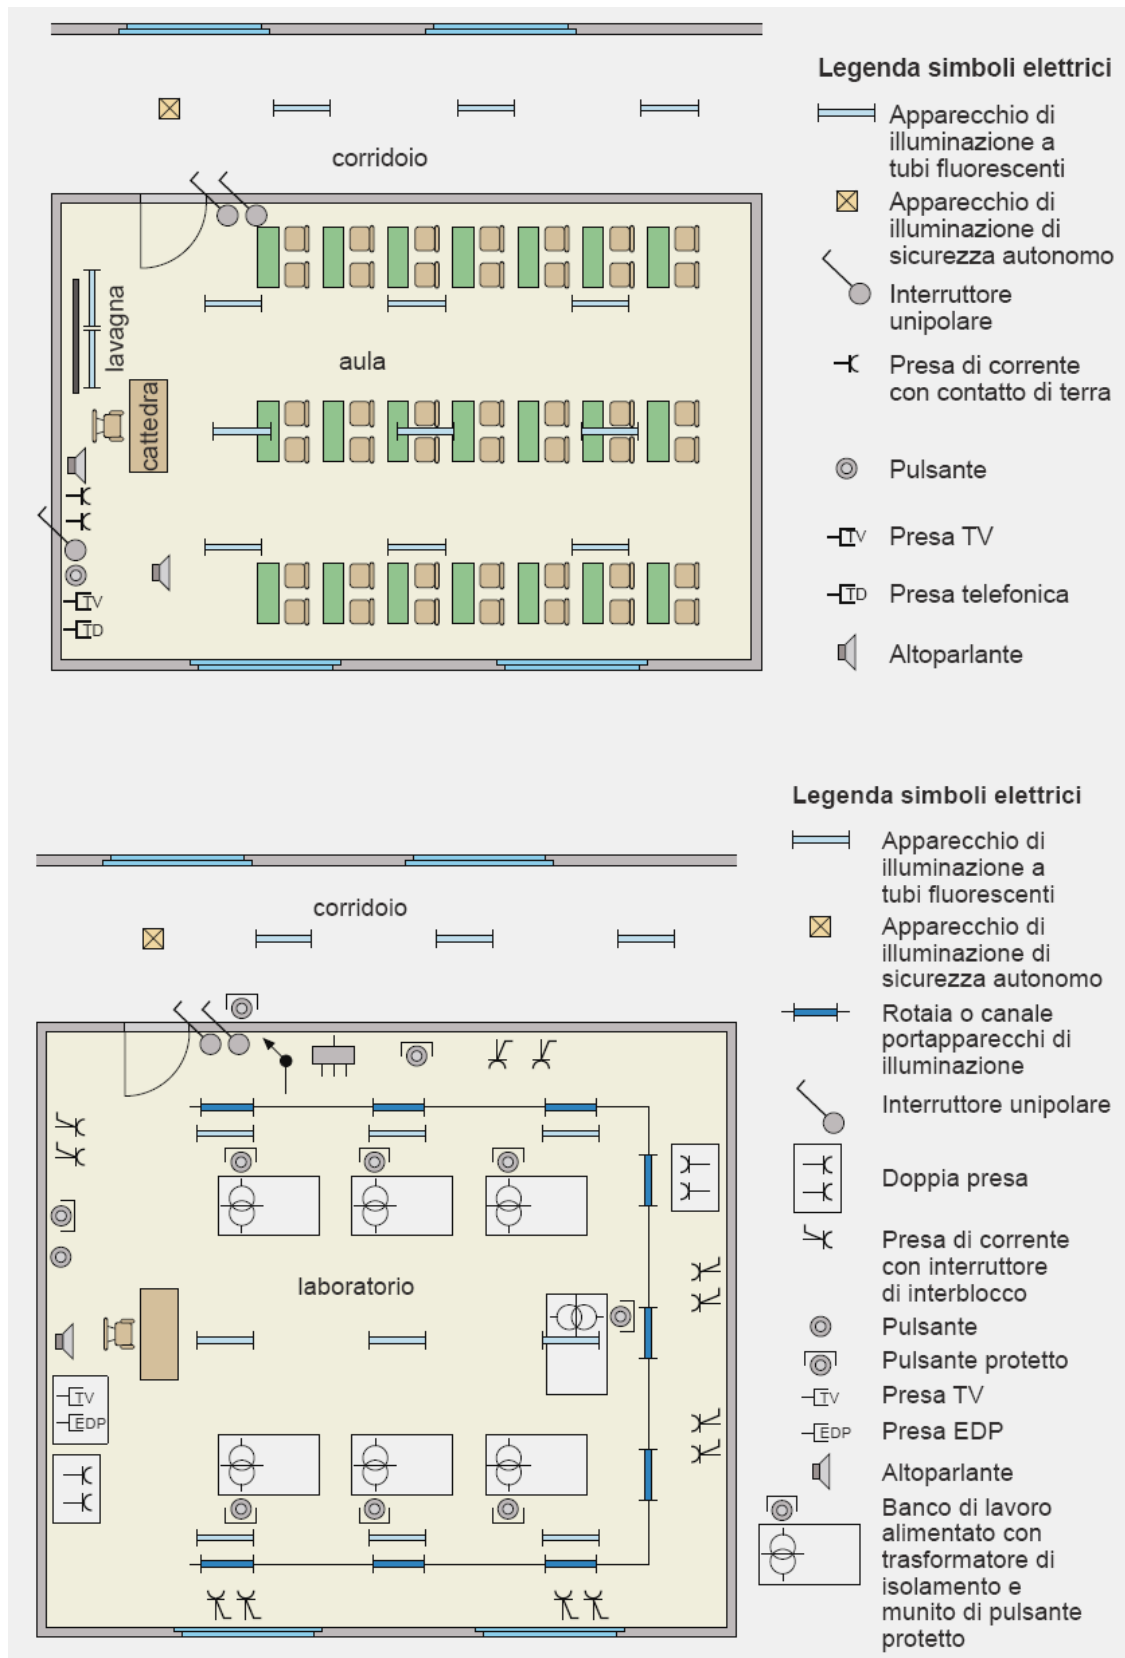 Legenda simboli elettrici
Apparecchio di
illuminazione a
tubi fluorescenti
corridoio
Apparecchio di
illuminazione di
sicurezza autonomo
Interruttore
unipolare
lavagna
aula
Presa di corrente
con contatto di terra
cattedra
Pulsante
TV
Presa TV
TV
TD
Presa telefonica
TD
Altoparlante
Legenda simboli elettrici
Apparecchio di
illuminazione a
tubi fluorescenti
corridoio
Apparecchio di
illuminazione di
sicurezza autonomo
Rotaia o canale
portapparecchi di
illuminazione
Interruttore unipolare
Doppia presa
Presa di corrente
con interruttore
di interblocco
laboratorio
Pulsante
Pulsante protetto
TV
Presa TV
TV
EDP
EDP
Presa EDP
Altoparlante
Banco di lavoro
alimentato con
trasformatore di
isolamento e
munito di pulsante
protetto